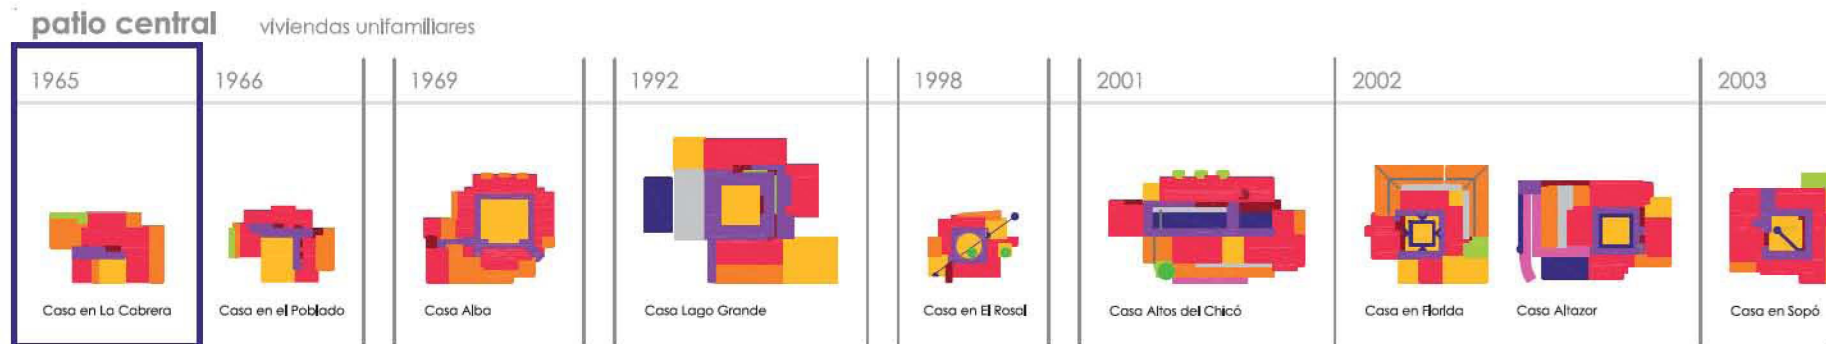 patio central viviendas unifamiliares
1965 1966 1969 1992 1998 2001 2002 2003
Casa en La Cabrera Casa en el Poblado Casa Alba Casa Lago Grande Casa en El Rosal Casa Altos del Chicó Casa en Florida Casa Altazor Casa en Sopó